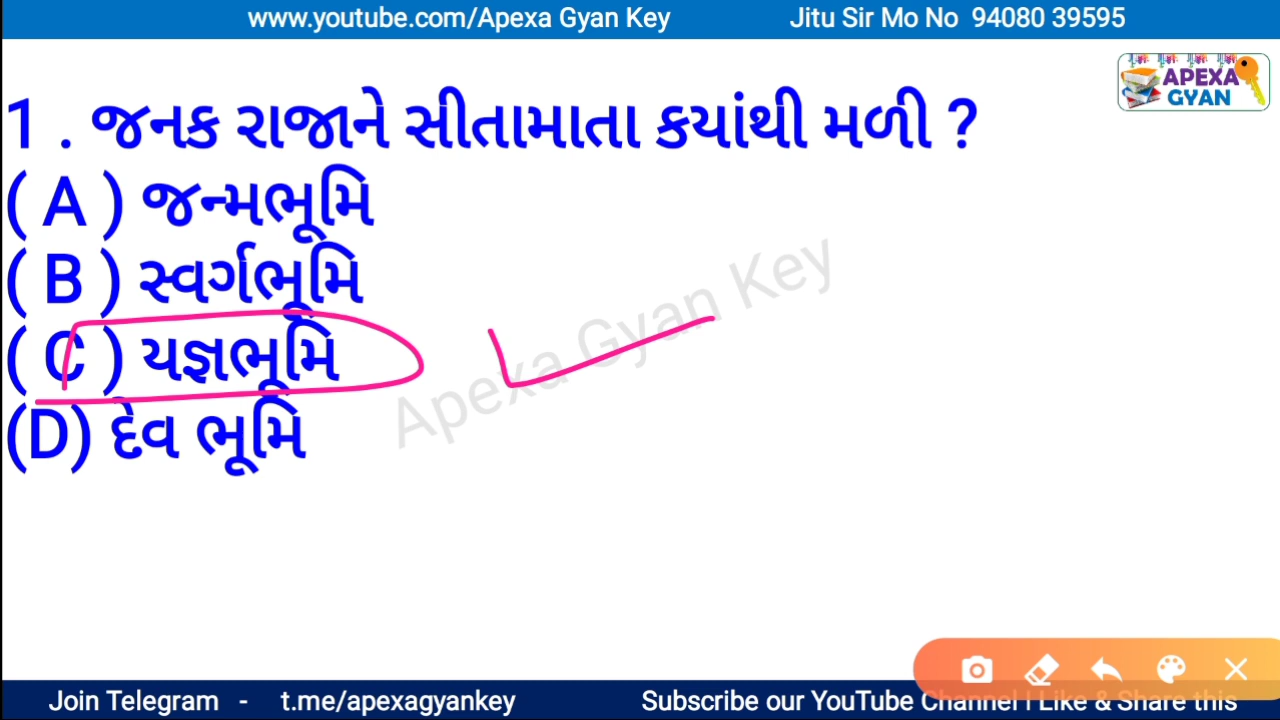 www.youtube.com/Apexa Gyan Key Jitu Sir Mo No 94080 39595
APEXA
GYAN
1 . જનક રાજાને સીતામાતા કયાંથી મળી ?
( A ) જન્મભૂમિ
( B ) સ્વર્ગભૂમિ
( C ) યજ્ઞભૂમિ
(D) દેવ ભૂમિ
Apexa Gyan Key
Join Telegram - t.me/apexagyankey Subscribe our YouTube Channel | Like & Share this